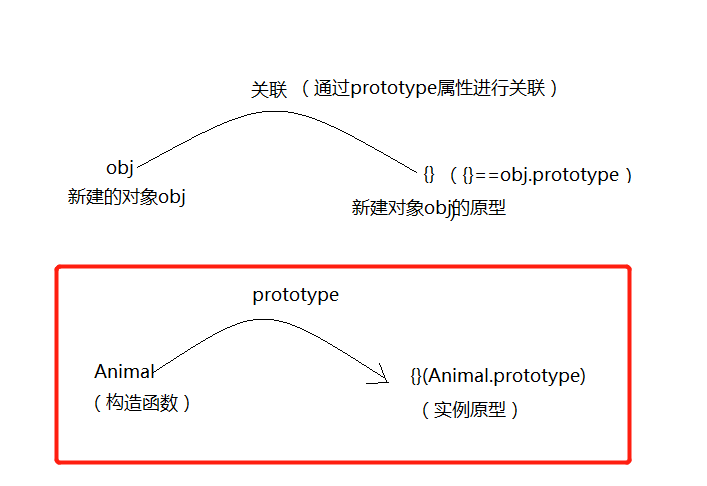 关联 （通过prototype属性进行关联）
obj
{} （{}==obj.prototype）
新建的对象obj
新建对象obj的原型
prototype
Animal
{}(Animal.prototype)
（构造函数）
（实例原型）